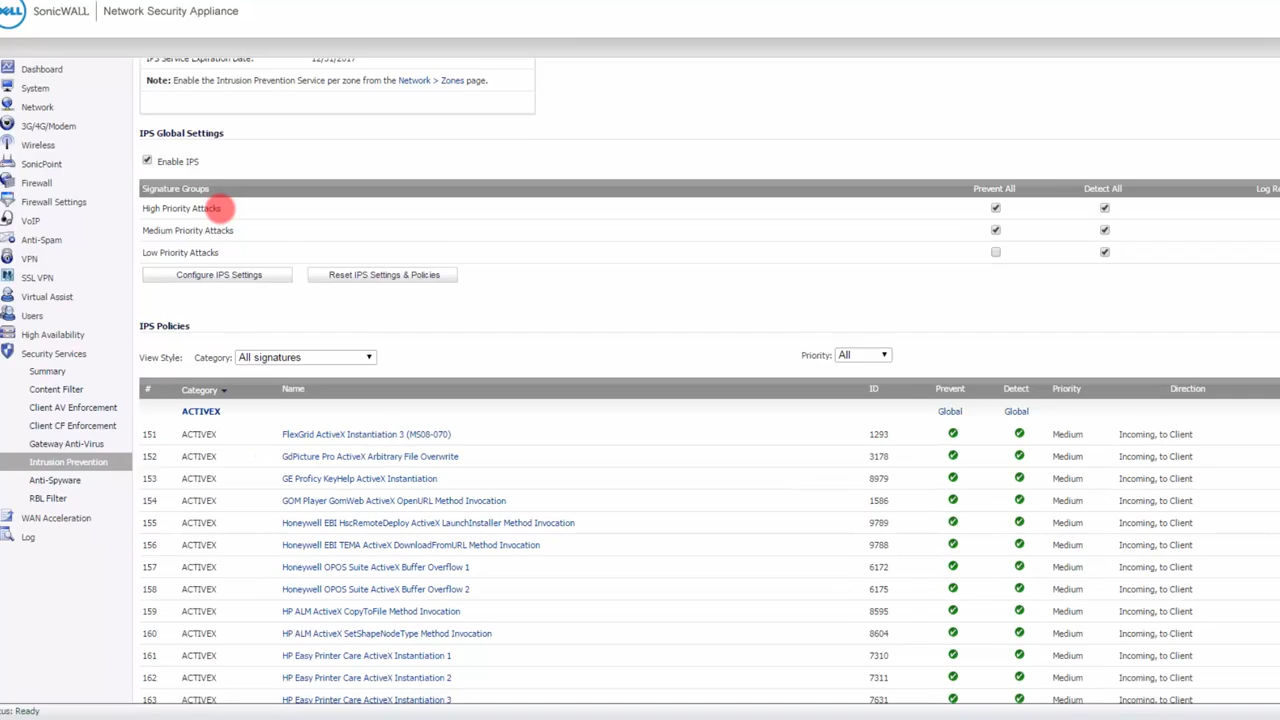 DELL SonicWALL | Network Security Appliance
IPS Service Expiration Date: 12/31/2017
Note: Enable the Intrusion Prevention Service per zone from the Network > Zones page.
Dashboard
System
Network
3G/4G/Modem
Wireless
SonicPoint
Firewall
Firewall Settings
VoIP
Anti-Spam
VPN
SSL VPN
Virtual Assist
Users
High Availability
Security Services
Summary
Content Filter
Client AV Enforcement
Client CF Enforcement
Gateway Anti-Virus
Intrusion Prevention
Anti-Spyware
RBL Filter
WAN Acceleration
Log
IPS Global Settings
Enable IPS
Signature Groups Prevent All Detect All Log Re
High Priority Attacks
Medium Priority Attacks
Low Priority Attacks
Configure IPS Settings Reset IPS Settings & Policies
IPS Policies
View Style: Category: All signatures Priority: All
# Category Name ID Prevent Detect Priority Direction
ACTIVEX Global Global
151 ACTIVEX FlexGrid ActiveX Instantiation 3 (MS08-070) 1293 Medium Incoming, to Client
152 ACTIVEX GdPicture Pro ActiveX Arbitrary File Overwrite 3178 Medium Incoming, to Client
153 ACTIVEX GE Proficy KeyHelp ActiveX Instantiation 8979 Medium Incoming, to Client
154 ACTIVEX GOM Player GomWeb ActiveX OpenURL Method Invocation 1586 Medium Incoming, to Client
155 ACTIVEX Honeywell EBI HscRemoteDeploy ActiveX LaunchInstaller Method Invocation 9789 Medium Incoming, to Client
156 ACTIVEX Honeywell EBI TEMA ActiveX DownloadFromURL Method Invocation 9788 Medium Incoming, to Client
157 ACTIVEX Honeywell OPOS Suite ActiveX Buffer Overflow 1 6172 Medium Incoming, to Client
158 ACTIVEX Honeywell OPOS Suite ActiveX Buffer Overflow 2 6175 Medium Incoming, to Client
159 ACTIVEX HP ALM ActiveX CopyToFile Method Invocation 8595 Medium Incoming, to Client
160 ACTIVEX HP ALM ActiveX SetShapeNodeType Method Invocation 8604 Medium Incoming, to Client
161 ACTIVEX HP Easy Printer Care ActiveX Instantiation 1 7310 Medium Incoming, to Client
162 ACTIVEX HP Easy Printer Care ActiveX Instantiation 2 7311 Medium Incoming, to Client
163 ACTIVEX HP Easy Printer Care ActiveX Instantiation 3 7631 Medium Incoming, to Client
tus: Ready